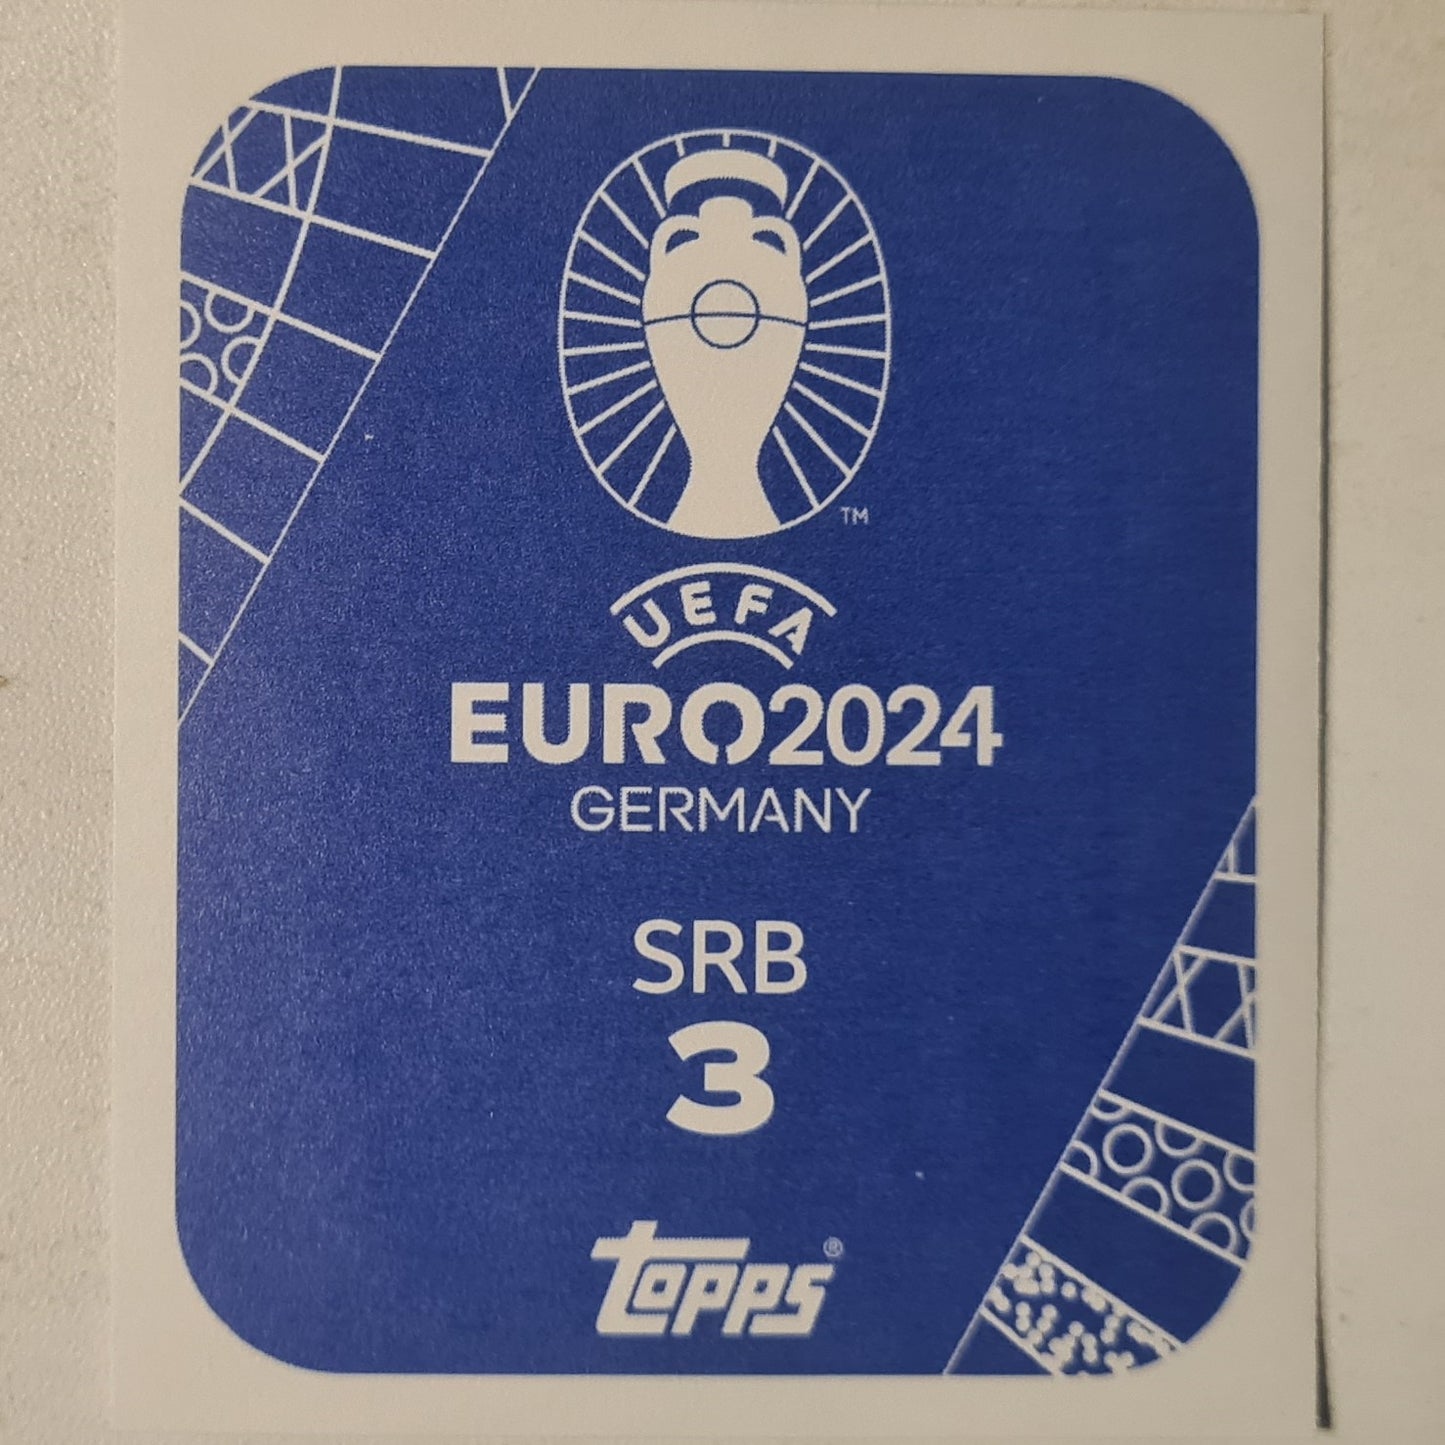 TM
UEFA
EURO2024
GERMANY
SRB
3
topps®